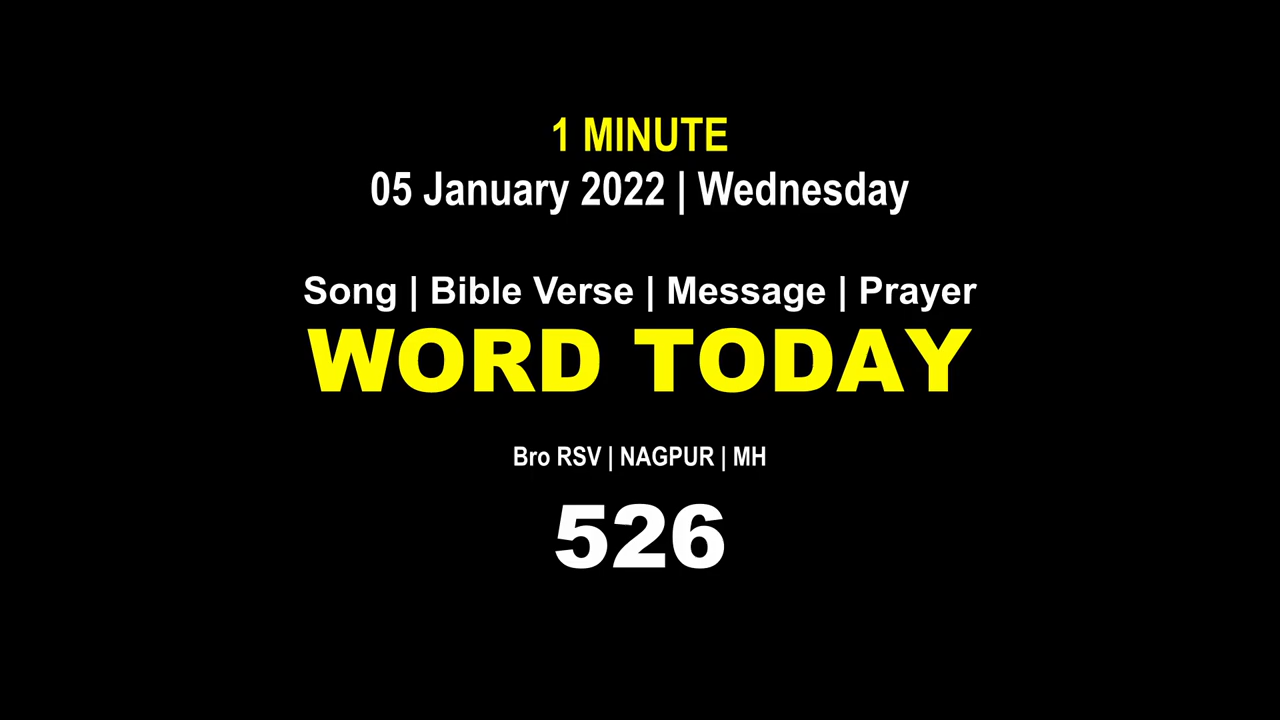 1 MINUTE
05 January 2022 | Wednesday
Song | Bible Verse | Message | Prayer
WORD TODAY
Bro RSV | NAGPUR | MH
526